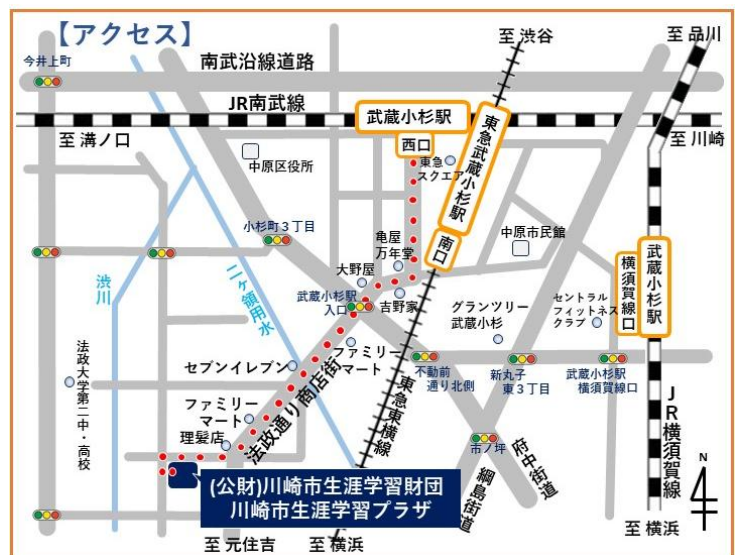 【アクセス】
至 渋谷
至 品川
今井上町
南武沿線道路
JR南武線
武蔵小杉駅
至 溝ノ口
西口
至 川崎
東急武蔵小杉駅
中原区役所
東急
スクエア
小杉町３丁目
亀屋
万年堂
南口
中原市民館
大野屋
渋川
二ヶ領用水
武蔵小杉駅
入口
吉野家
グランツリー
武蔵小杉
セントラル
フィットネス
クラブ
横須賀線口
武蔵小杉駅
ファミリー
マート
セブンイレブン
不動前
通り北側
新丸子
東３丁目
武蔵小杉駅
横須賀線口
法政大学第二中・高校
法政通り商店街
東急東横線
JR横須賀線
ファミリー
マート
理髪店
市ノ坪
府中街道
綱島街道
N
(公財)川崎市生涯学習財団
川崎市生涯学習プラザ
至 元住吉
至 横浜
至 横浜